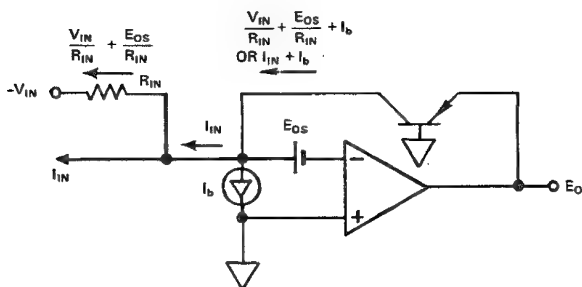 V_IN/R_IN + E_OS/R_IN
-V_IN
R_IN
V_IN/R_IN + E_OS/R_IN + I_b
OR I_IN + I_b
I_IN
E_OS
I_IN
I_b
−
+
E_O